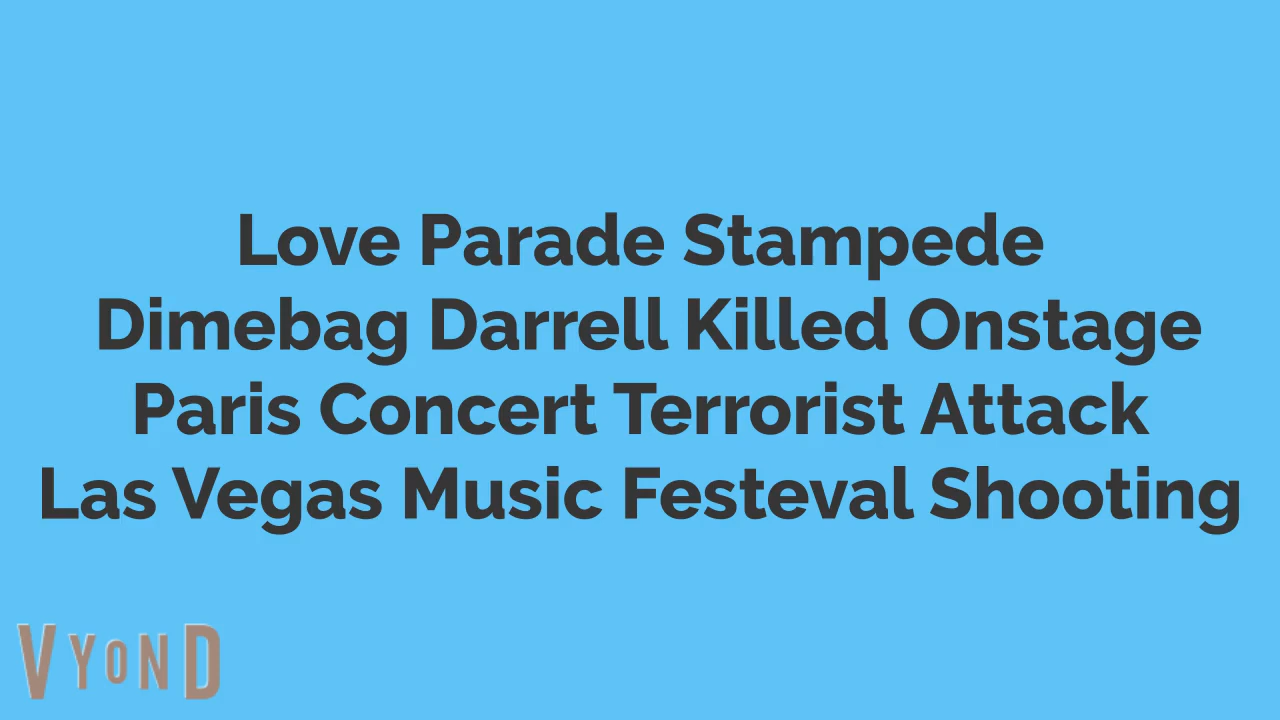 Love Parade Stampede
Dimebag Darrell Killed Onstage
Paris Concert Terrorist Attack
Las Vegas Music Festeval Shooting
VYOND